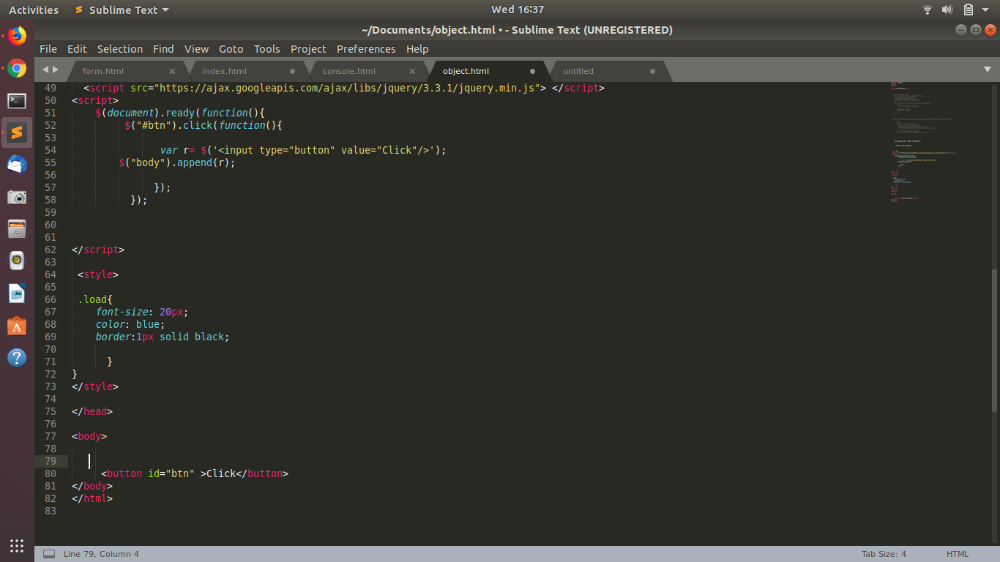 Activities Sublime Text Wed 16:37
~/Documents/object.html • - Sublime Text (UNREGISTERED)
File Edit Selection Find View Goto Tools Project Preferences Help
form.html index.html console.html object.html untitled
49 <script src="https://ajax.googleapis.com/ajax/libs/jquery/3.3.1/jquery.min.js"> </script>
50 <script>
51 $(document).ready(function(){
52 $("#btn").click(function(){
53
54 var r= $('<input type="button" value="Click"/>');
55 $("body").append(r);
56
57 });
58 });
59
60
61
62 </script>
63
64 <style>
65
66 .load{
67 font-size: 20px;
68 color: blue;
69 border:1px solid black;
70
71 }
72 }
73 </style>
74
75 </head>
76
77 <body>
78
79
80 <button id="btn" >Click</button>
81 </body>
82 </html>
83
Line 79, Column 4 Tab Size: 4 HTML